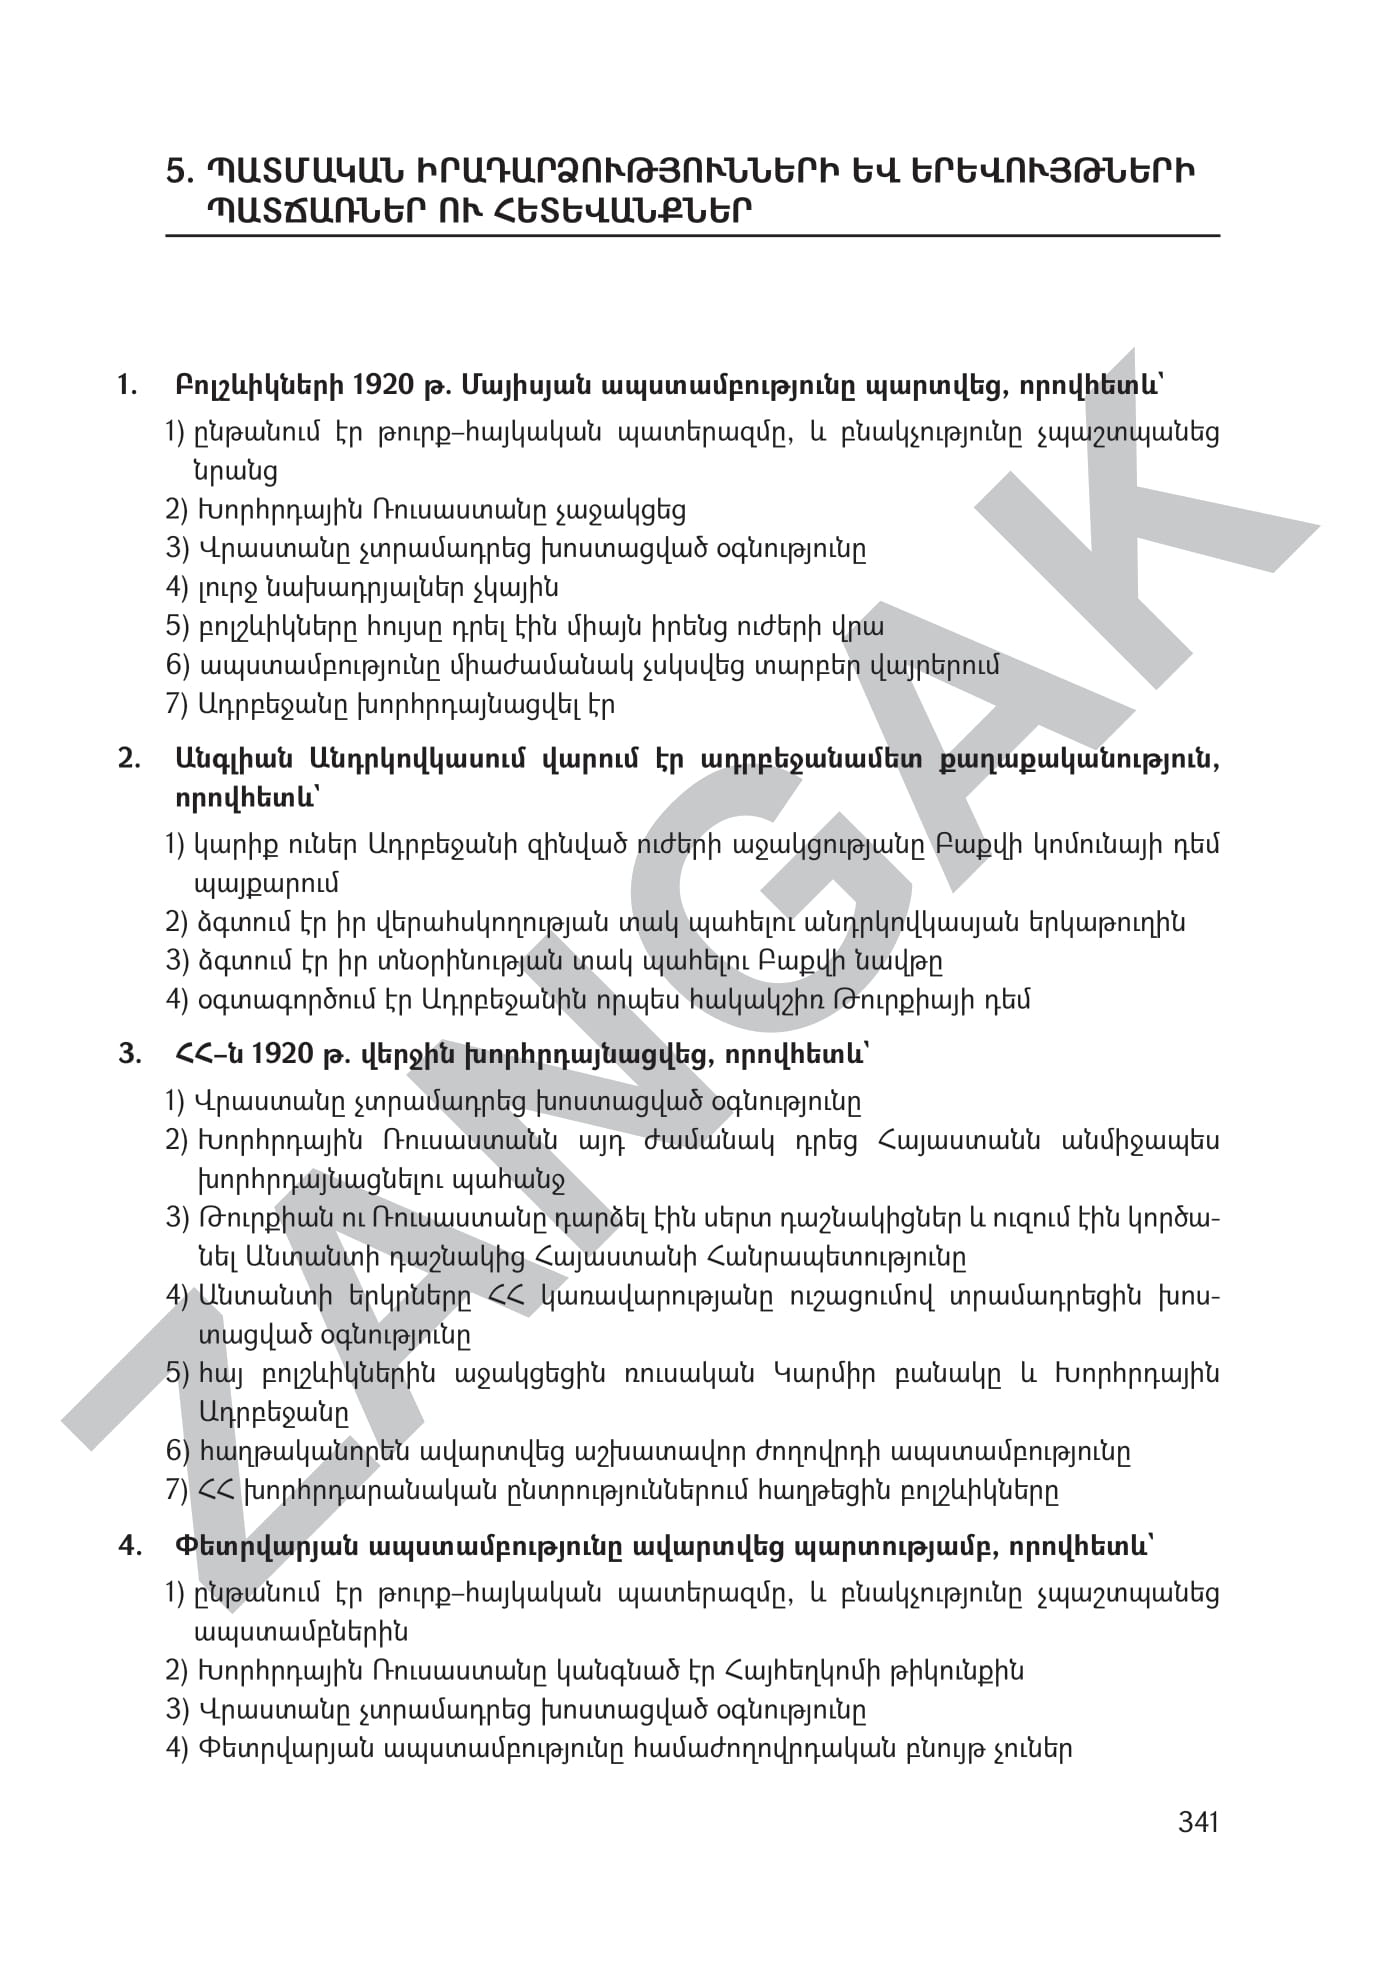 5. ՊԱՏՄԱԿԱՆ ԻՐԱԴԱՐՁՈՒԹՅՈՒՆՆԵՐԻ ԵՎ ԵՐԵՎՈՒՅԹՆԵՐԻ
ՊԱՏՃԱՌՆԵՐ ՈՒ ՀԵՏԵՎԱՆՔՆԵՐ
1. Բոլշևիկների 1920 թ. Մայիսյան ապստամբությունը պարտվեց, որովհետև՝
1) ընթանում էր թուրք–հայկական պատերազմը, և բնակչությունը չպաշտպանեց
նրանց
2) Խորհրդային Ռուսաստանը չաջակցեց
3) Վրաստանը չտրամադրեց խոստացված օգնությունը
4) լուրջ նախադրյալներ չկային
5) բոլշևիկները հույսը դրել էին միայն իրենց ուժերի վրա
6) ապստամբությունը միաժամանակ չսկսվեց տարբեր վայրերում
7) Ադրբեջանը խորհրդայնացվել էր
2. Անգլիան Անդրկովկասում վարում էր ադրբեջանամետ քաղաքականություն,
որովհետև՝
1) կարիք ուներ Ադրբեջանի զինված ուժերի աջակցությանը Բաքվի կոմունայի դեմ
պայքարում
2) ձգտում էր իր վերահսկողության տակ պահելու անդրկովկասյան երկաթուղին
3) ձգտում էր իր տնօրինության տակ պահելու Բաքվի նավթը
4) օգտագործում էր Ադրբեջանին որպես հակակշիռ Թուրքիայի դեմ
3. ՀՀ–ն 1920 թ. վերջին խորհրդայնացվեց, որովհետև՝
1) Վրաստանը չտրամադրեց խոստացված օգնությունը
2) Խորհրդային Ռուսաստանն այդ ժամանակ դրեց Հայաստանն անմիջապես
խորհրդայնացնելու պահանջ
3) Թուրքիան ու Ռուսաստանը դարձել էին սերտ դաշնակիցներ և ուզում էին կործա-
նել Անտանտի դաշնակից Հայաստանի Հանրապետությունը
4) Անտանտի երկրները ՀՀ կառավարությանը ուշացումով տրամադրեցին խոս-
տացված օգնությունը
5) հայ բոլշևիկներին աջակցեցին ռուսական Կարմիր բանակը և Խորհրդային
Ադրբեջանը
6) հաղթականորեն ավարտվեց աշխատավոր ժողովրդի ապստամբությունը
7) ՀՀ խորհրդարանական ընտրություններում հաղթեցին բոլշևիկները
4. Փետրվարյան ապստամբությունը ավարտվեց պարտությամբ, որովհետև՝
1) ընթանում էր թուրք–հայկական պատերազմը, և բնակչությունը չպաշտպանեց
ապստամբներին
2) Խորհրդային Ռուսաստանը կանգնած էր Հայհեղկոմի թիկունքին
3) Վրաստանը չտրամադրեց խոստացված օգնությունը
4) Փետրվարյան ապստամբությունը համաժողովրդական բնույթ չուներ
341
ZANGAK